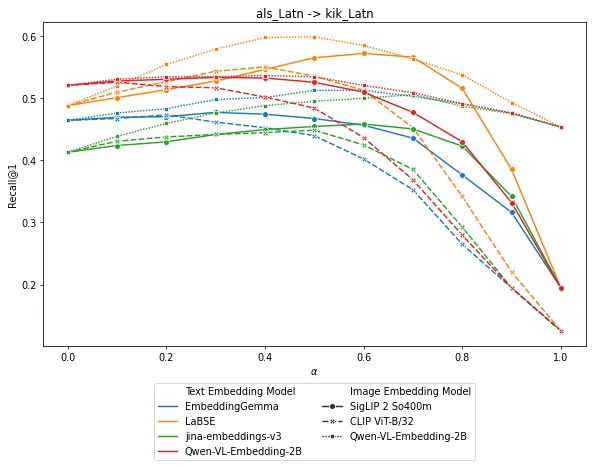 als_Latn -> kik_Latn
0.6
0.5
0.4
0.3
0.2
Recall@1
0.0 0.2 0.4 0.6 0.8 1.0
α
Text Embedding Model Image Embedding Model
EmbeddingGemma SigLIP 2 So400m
LaBSE CLIP ViT-B/32
jina-embeddings-v3 Qwen-VL-Embedding-2B
Qwen-VL-Embedding-2B